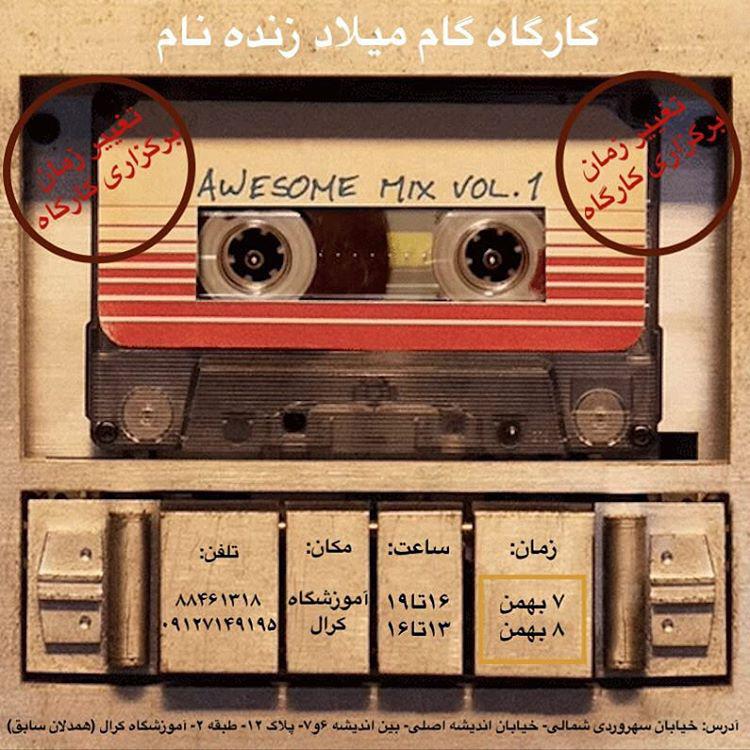 کارگاه گام میلاد زنده نام
تغییر زمان
برگزاری کارگاه
تغییر زمان
برگزاری کارگاه
AWESOME MIX VOL.1
زمان:
۷ بهمن
۸ بهمن
ساعت:
۱۶تا۱۹
۱۳تا۱۶
مکان:
آموزشگاه
کرال
تلفن:
۸۸۴۶۱۳۱۸
۰۹۱۲۷۱۴۹۱۹۵
آدرس: خیابان سهروردی شمالی- خیابان اندیشه اصلی- بین اندیشه ۶و۷- پلاک ۱۲- طبقه ۲- آموزشگاه کرال (همدلان سابق)